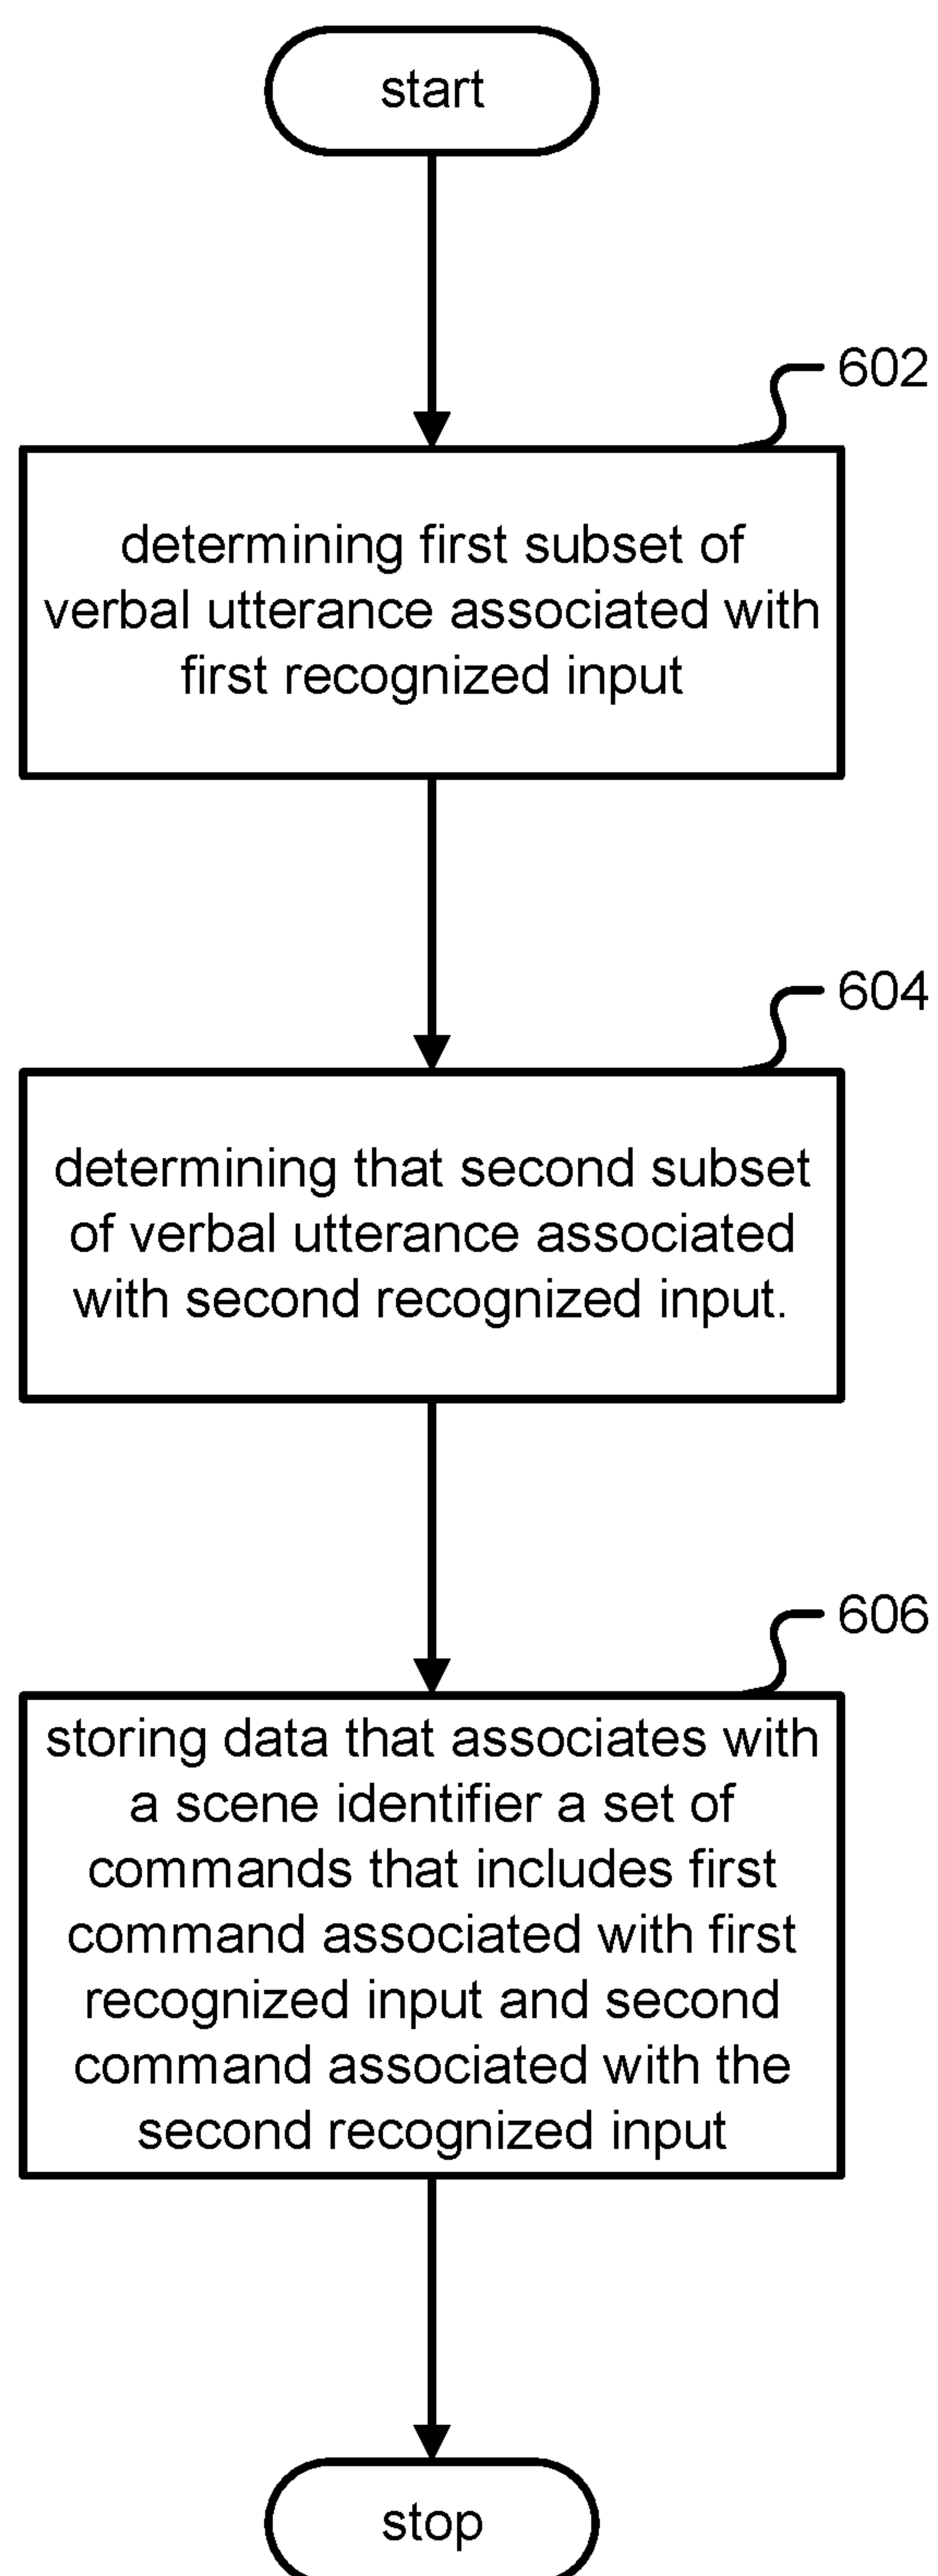 start
602
determining first subset of
verbal utterance associated with
first recognized input
604
determining that second subset
of verbal utterance associated
with second recognized input.
606
storing data that associates with
a scene identifier a set of
commands that includes first
command associated with first
recognized input and second
command associated with the
second recognized input
stop